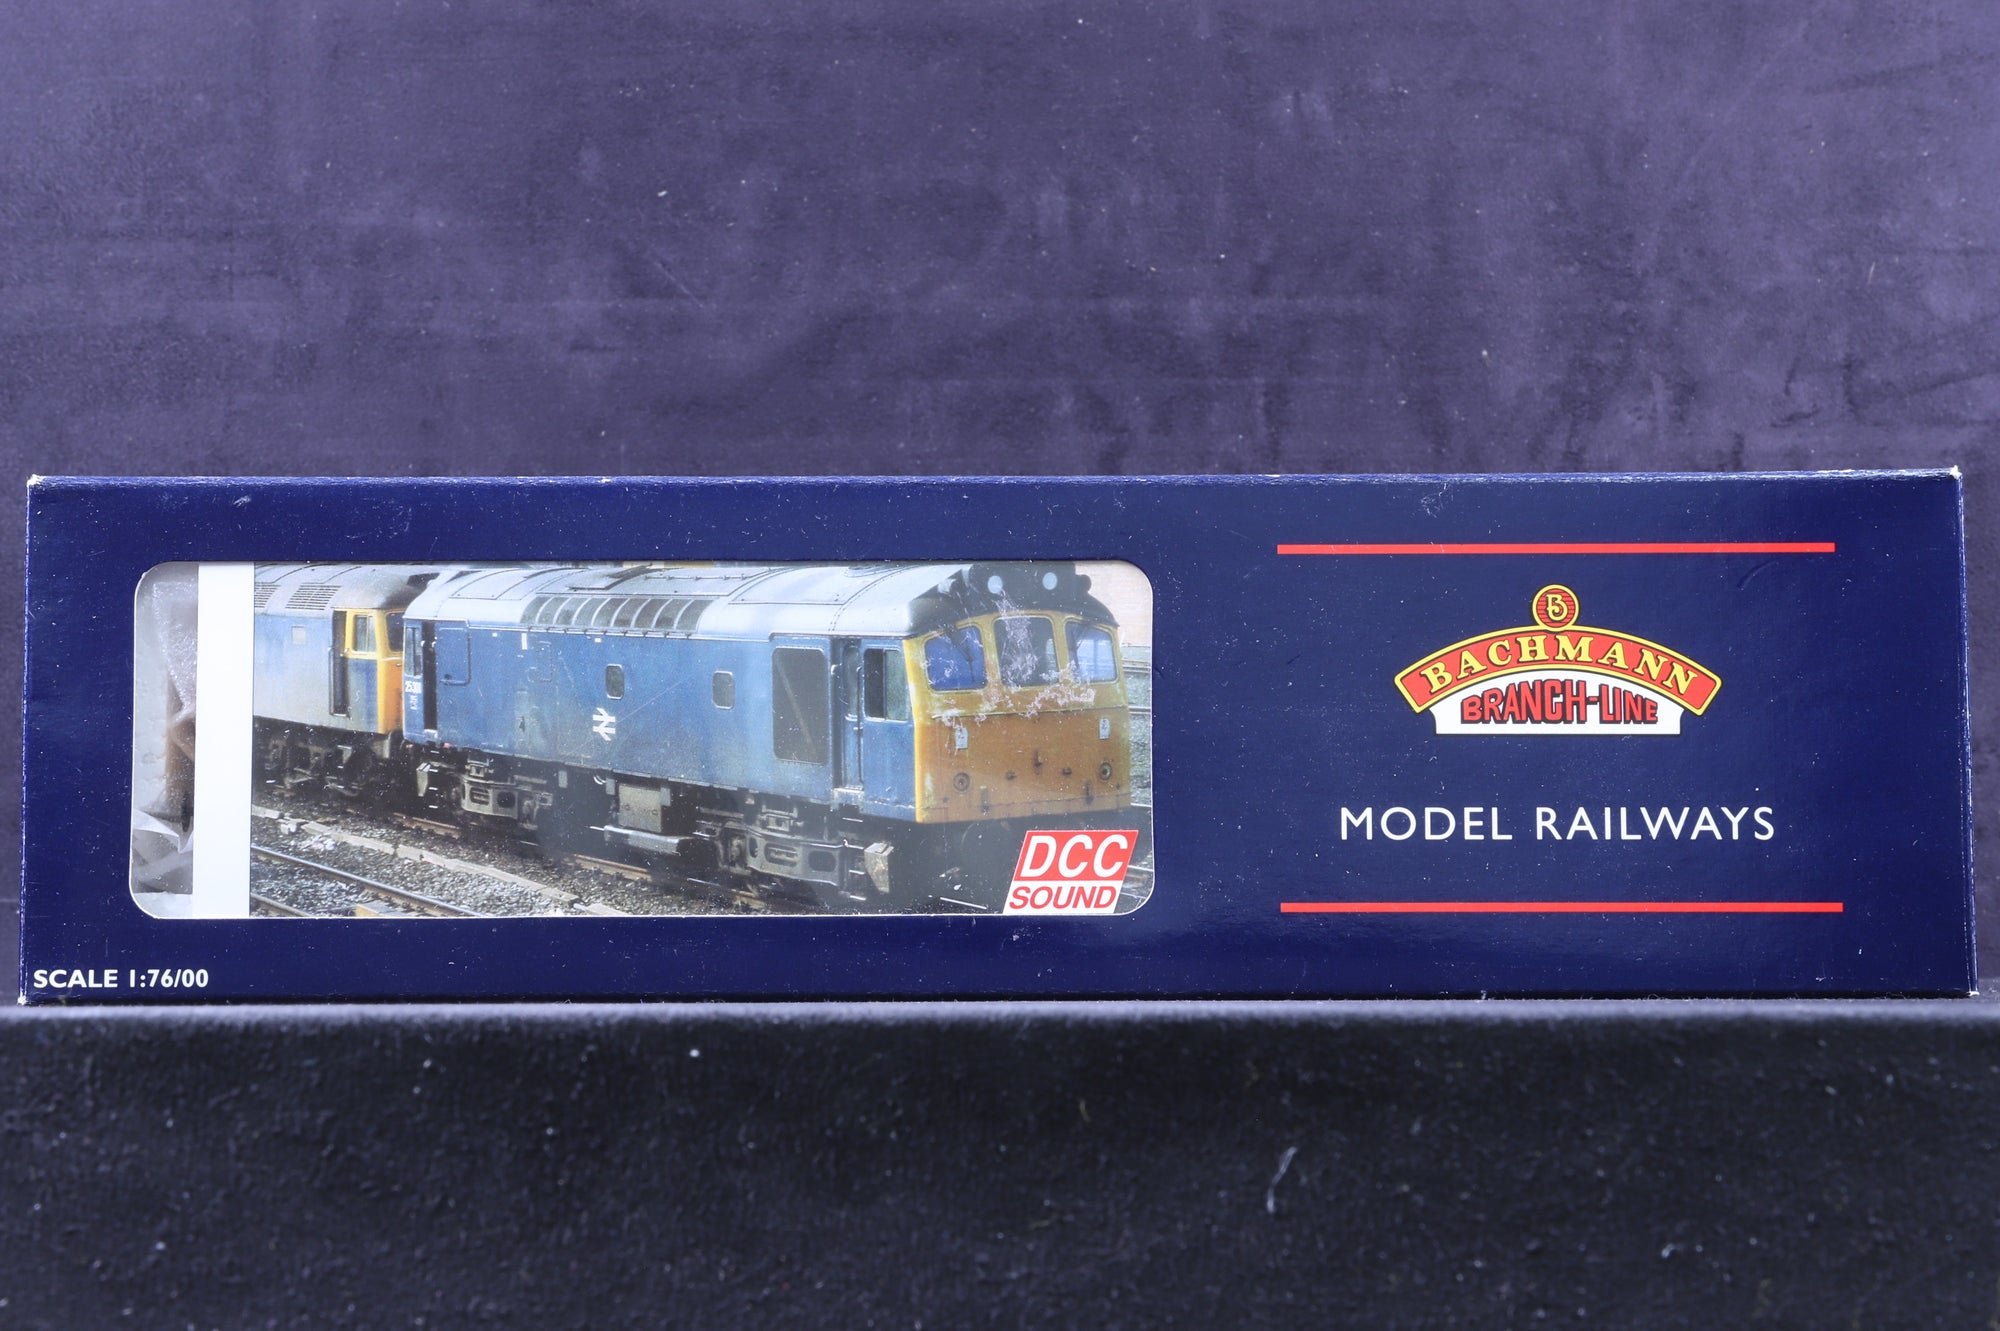 DCC
SOUND
B
BACHMANN
BRANCH-LINE
MODEL RAILWAYS
SCALE 1:76/00